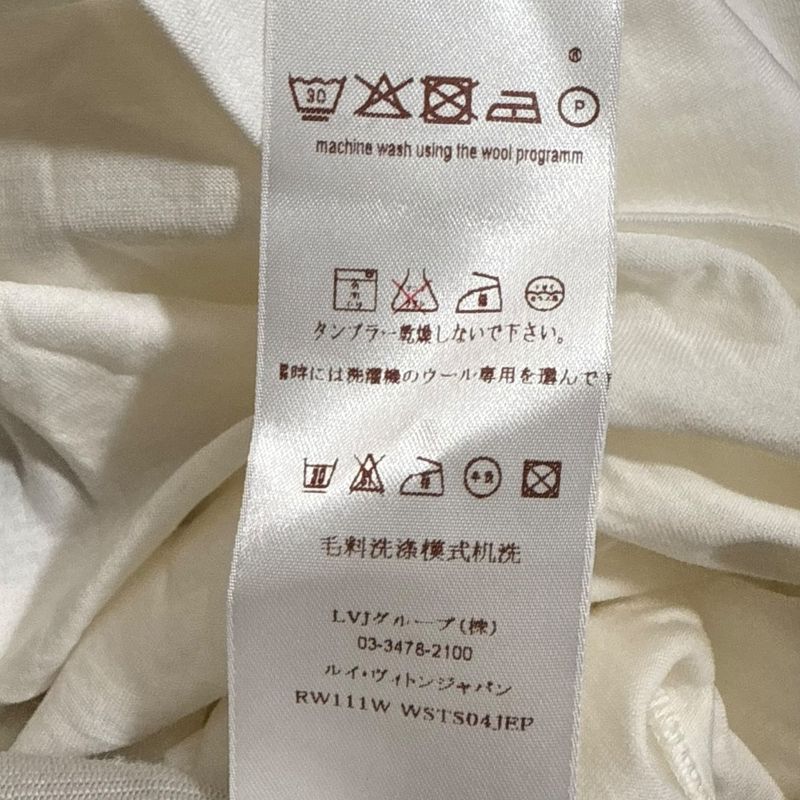 ®
30
P
machine wash using the wool programm
タンブラー乾燥しないで下さい。
時には洗濯機のウール専用を選んで
30
毛料洗涤模式机洗
LVJグループ(株)
03-3478-2100
ルイ・ヴィトンジャパン
RW111W WSTS04JEP